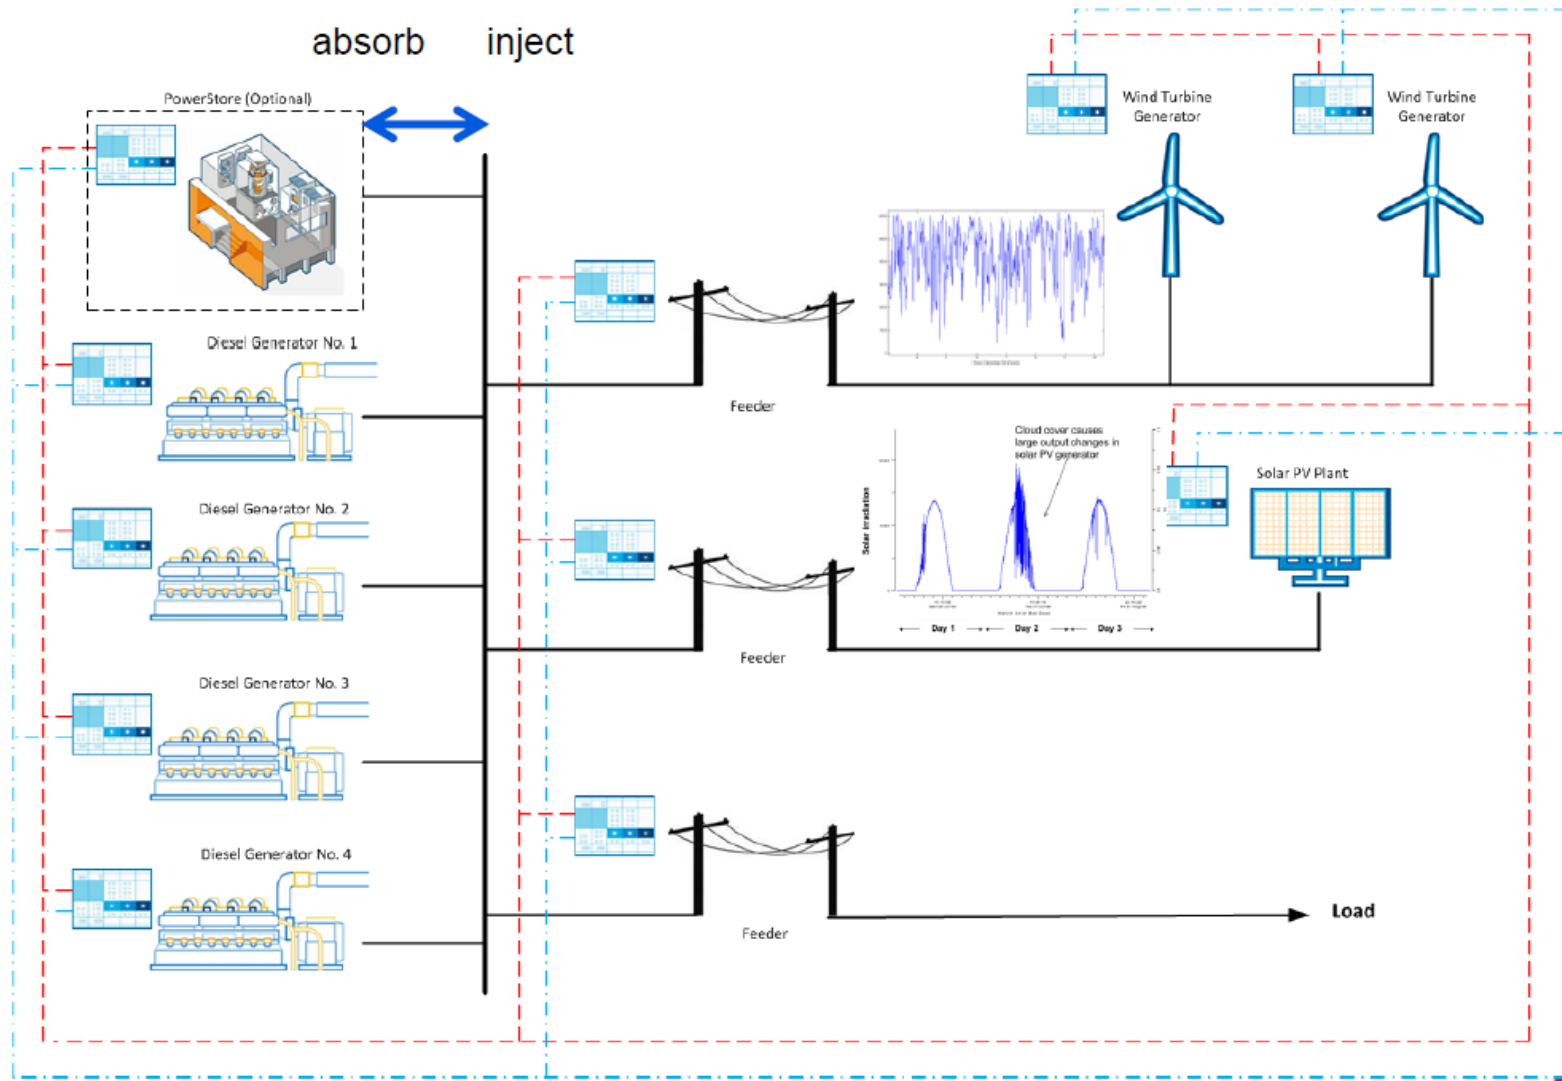 absorb inject
PowerStore (Optional)
Wind Turbine
Generator
Wind Turbine
Generator
Diesel Generator No. 1
Feeder
Cloud cover causes
large output changes in
solar PV generator
Solar irradiation
Day 1
Day 2
Day 3
Solar PV Plant
Diesel Generator No. 2
Feeder
Diesel Generator No. 3
Diesel Generator No. 4
Feeder
Load